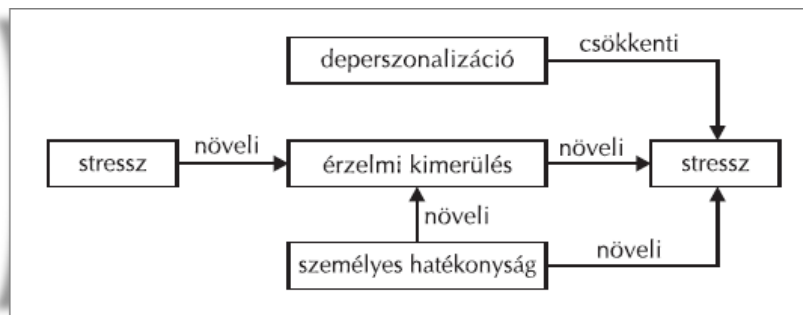 deperszonalizáció
csökkenti
stressz
növeli
érzelmi kimerülés
növeli
stressz
növeli
személyes hatékonyság
növeli